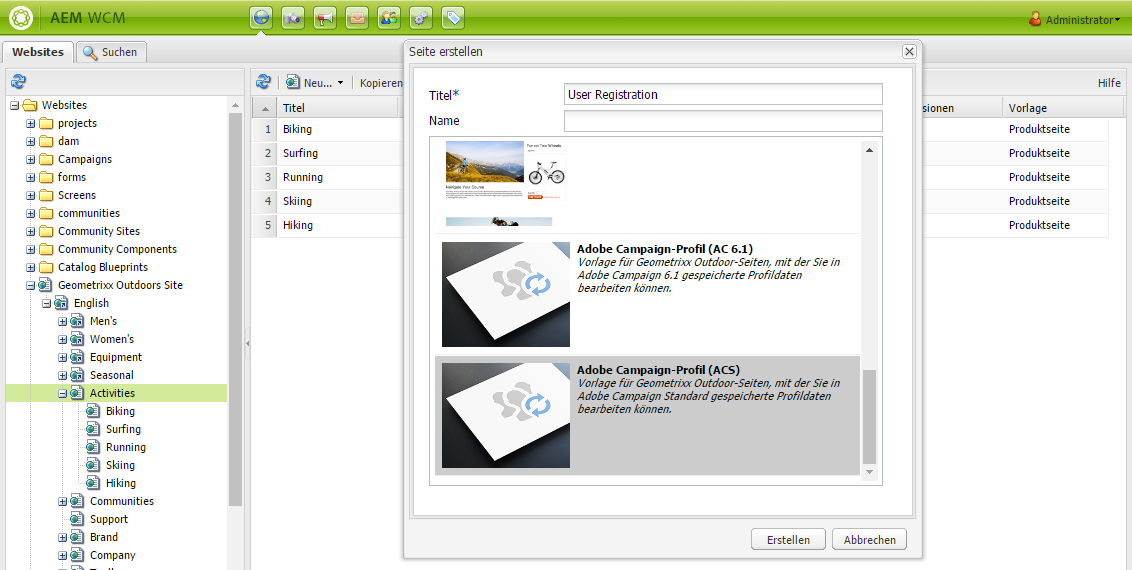 AEM WCM
Administrator
Websites
Suchen
Websites
projects
dam
Campaigns
forms
Screens
communities
Community Sites
Community Components
Catalog Blueprints
Geometrixx Outdoors Site
English
Men's
Women's
Equipment
Seasonal
Activities
Biking
Surfing
Running
Skiing
Hiking
Communities
Support
Brand
Company
Neu...
Kopieren
Hilfe
Titel
sionen
Vorlage
1 Biking Produktseite
2 Surfing Produktseite
3 Running Produktseite
4 Skiing Produktseite
5 Hiking Produktseite
Seite erstellen
Titel* User Registration
Name
Navigate Your Course
Adobe Campaign-Profil (AC 6.1)
Vorlage für Geometrixx Outdoor-Seiten, mit der Sie in
Adobe Campaign 6.1 gespeicherte Profildaten
bearbeiten können.
Adobe Campaign-Profil (ACS)
Vorlage für Geometrixx Outdoor-Seiten, mit der Sie in
Adobe Campaign Standard gespeicherte Profildaten
bearbeiten können.
Erstellen
Abbrechen